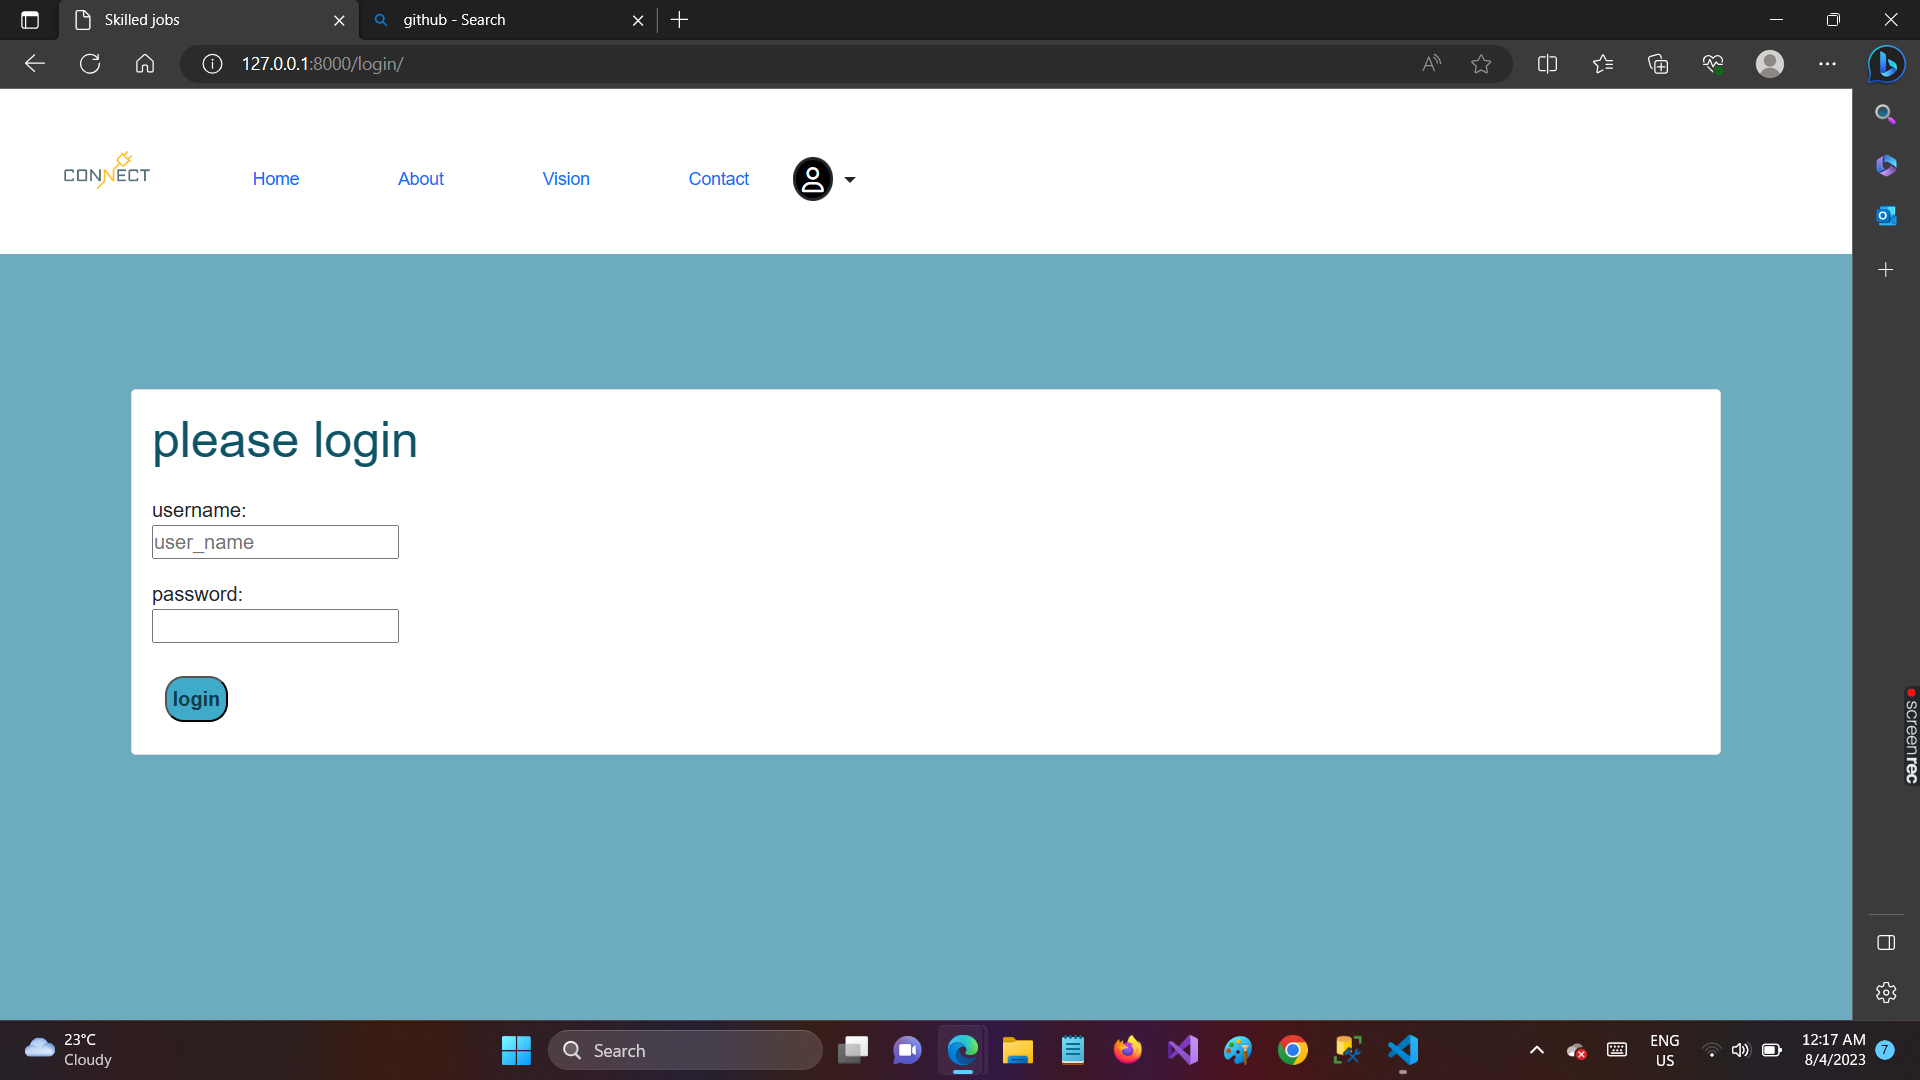 Skilled jobs
github - Search
127.0.0.1:8000/login/
CONNECT
Home
About
Vision
Contact
please login
username:
user_name
password:
login
screenrec
23°C
Cloudy
Search
ENG
US
12:17 AM
8/4/2023
7